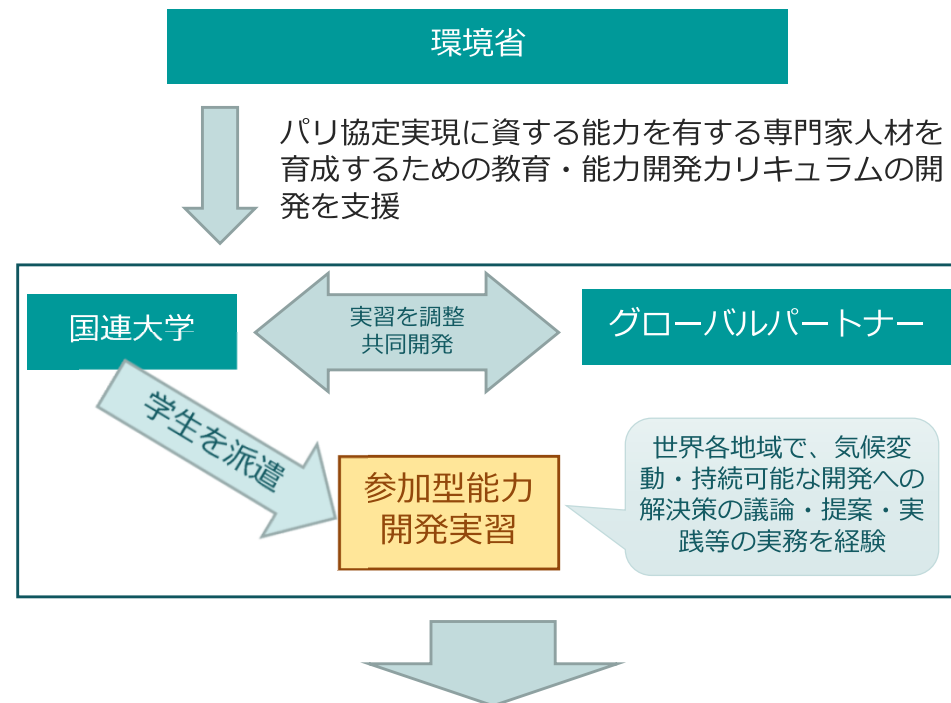 環境省
パリ協定実現に資する能力を有する専門家人材を
育成するための教育・能力開発カリキュラムの開
発を支援
国連大学
実習を調整
共同開発
グローバルパートナー
学生を派遣
参加型能力
開発実習
世界各地域で、気候変
動・持続可能な開発への
解決策の議論・提案・実
践等の実務を経験